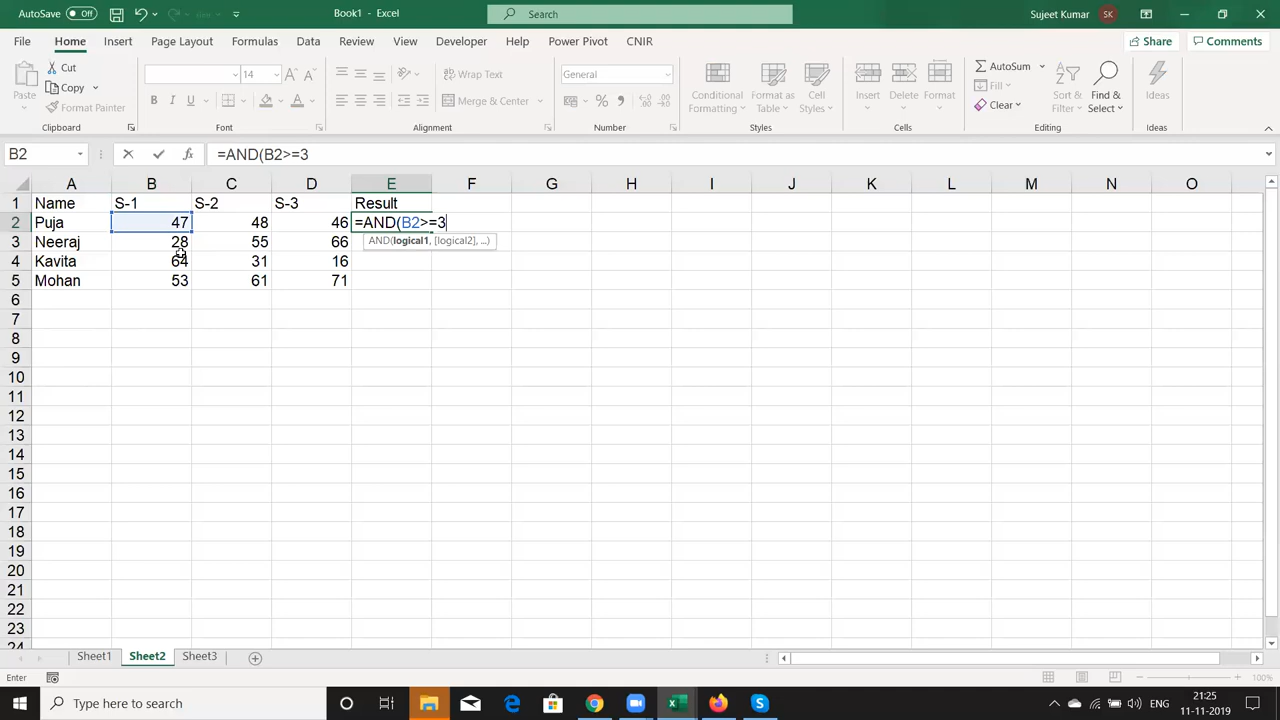 AutoSave Off Book1 - Excel Search Sujeet Kumar SK
File Home Insert Page Layout Formulas Data Review View Developer Help Power Pivot CNIR Share Comments
Paste Cut Copy Format Painter
14 A A Wrap Text General AutoSum Fill Clear
B I U Merge & Center % Conditional Formatting Format as Table Cell Styles Insert Delete Format Sort & Filter Find & Select Ideas
Clipboard Font Alignment Number Styles Cells Editing Ideas
B2 fx =AND(B2>=3
A B C D E F G H I J K L M N O
1 Name S-1 S-2 S-3 Result
2 Puja 47 48 46 =AND(B2>=3
3 Neeraj 28 55 66 AND(logical1, [logical2], ...)
4 Kavita 64 31 16
5 Mohan 53 61 71
6
7
8
9
10
11
12
13
14
15
16
17
18
19
20
21
22
23
24
Sheet1 Sheet2 Sheet3
Enter 100%
Type here to search ENG 21:25
11-11-2019